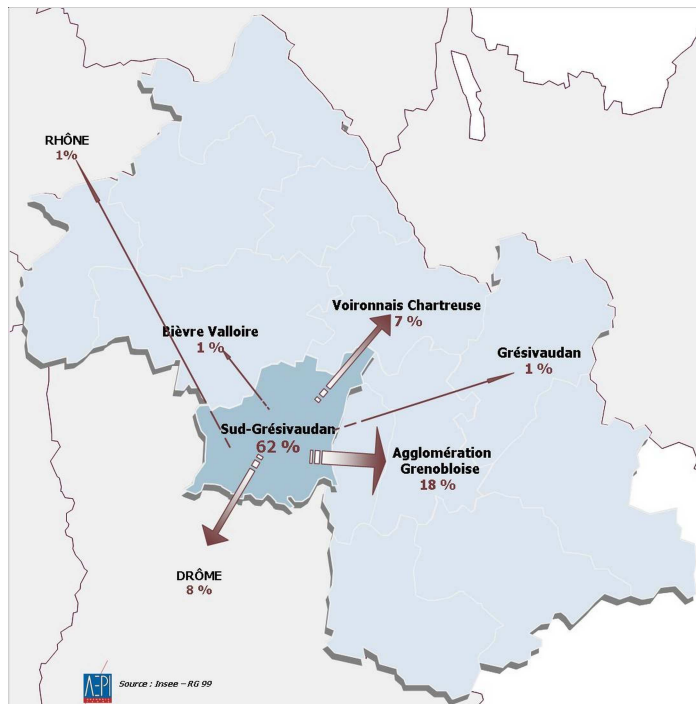 RHÔNE
1%
Voironnais Chartreuse
7 %
Bièvre Valloire
1 %
Grésivaudan
1 %
Sud-Grésivaudan
62 %
Agglomération
Grenobloise
18 %
DRÔME
8 %
AEPI
Source : Insee – RG 99